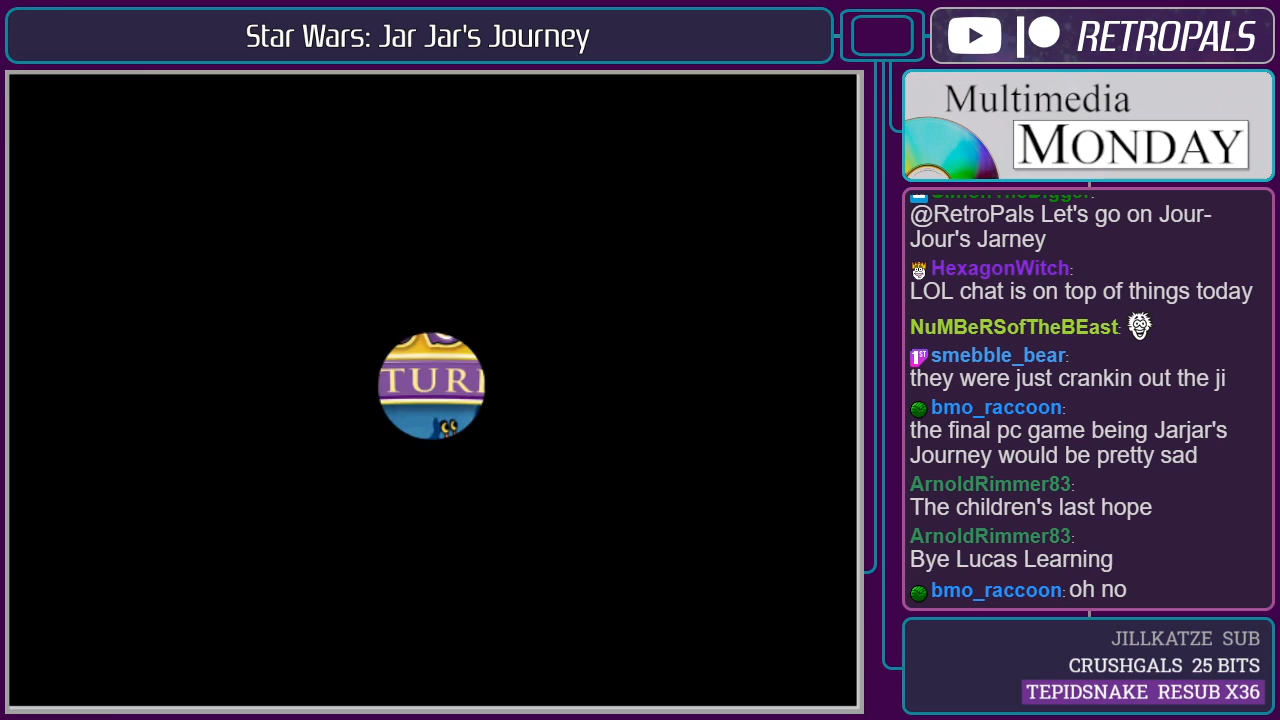 Star Wars: Jar Jar's Journey
RETROPALS
Multimedia
MONDAY
TUR
@RetroPals Let's go on Jour-
Jour's Jarney
HexagonWitch:
LOL chat is on top of things today
NuMBeRSofTheBEast:
1ST smebble_bear:
they were just crankin out the ji
bmo_raccoon:
the final pc game being Jarjar's
Journey would be pretty sad
ArnoldRimmer83:
The children's last hope
ArnoldRimmer83:
Bye Lucas Learning
bmo_raccoon: oh no
JILLKATZE SUB
CRUSHGALS 25 BITS
TEPIDSNAKE RESUB X36